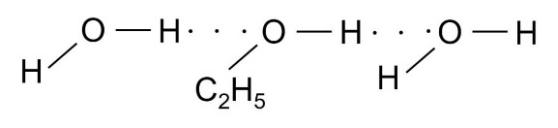 O — H · · · O — H · · · O — H
H C₂H₅ H